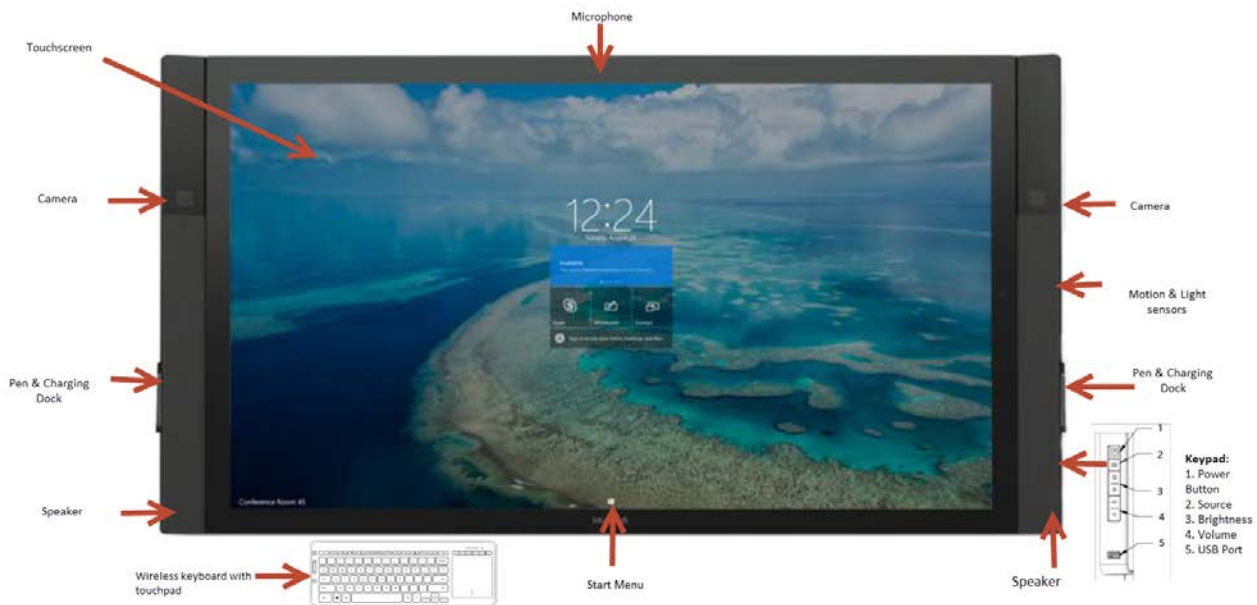 Microphone
Touchscreen
Camera
Camera
Motion & Light
sensors
12:24
Available
Pen & Charging
Dock
Pen & Charging
Dock
Conference Room 45
Speaker
Speaker
Wireless keyboard with
touchpad
Start Menu
1
2
3
4
5
Keypad:
1. Power
Button
2. Source
3. Brightness
4. Volume
5. USB Port